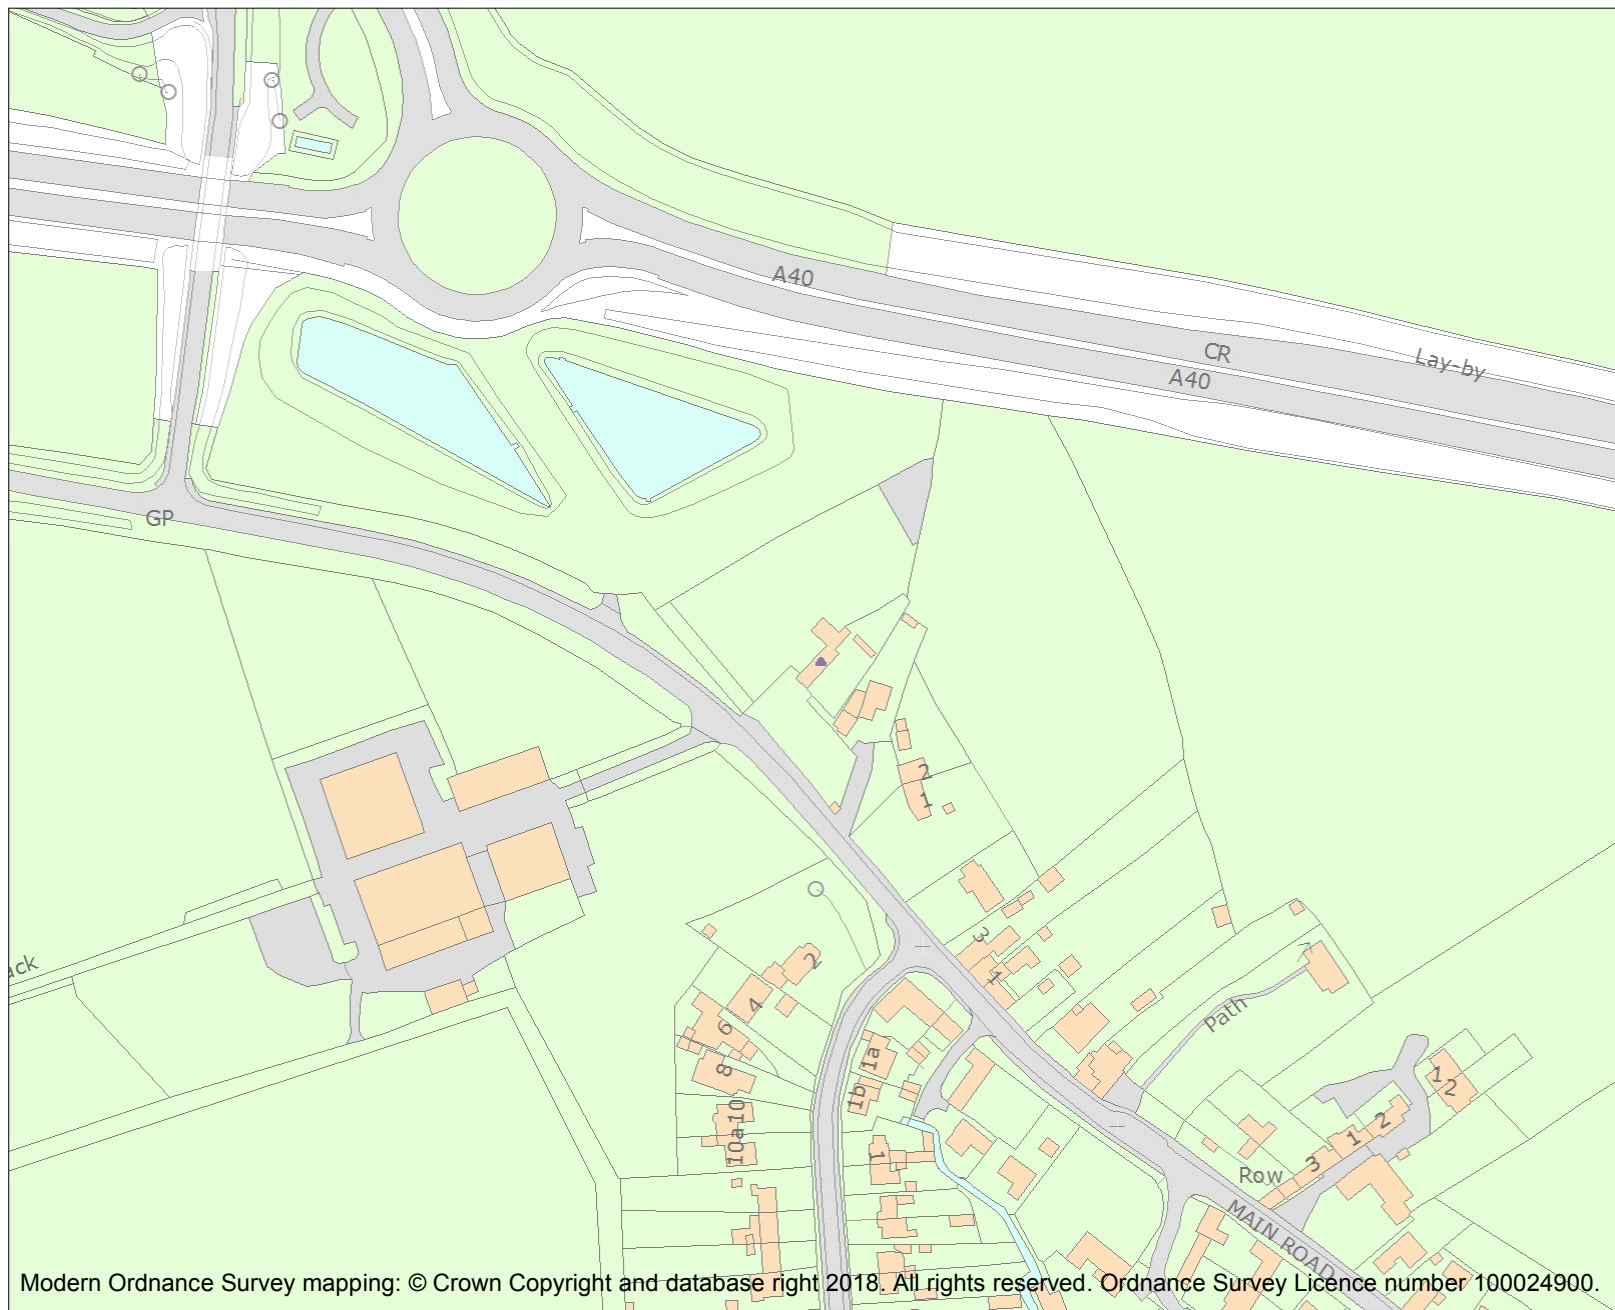 A40
CR
Lay-by
A40
GP
2
1
ack
3
1
2
4
6
8
10
10a
1a
1b
1
Path
1
2
2
1
3
Row
MAIN ROAD
Modern Ordnance Survey mapping: © Crown Copyright and database right 2018. All rights reserved. Ordnance Survey Licence number 100024900.